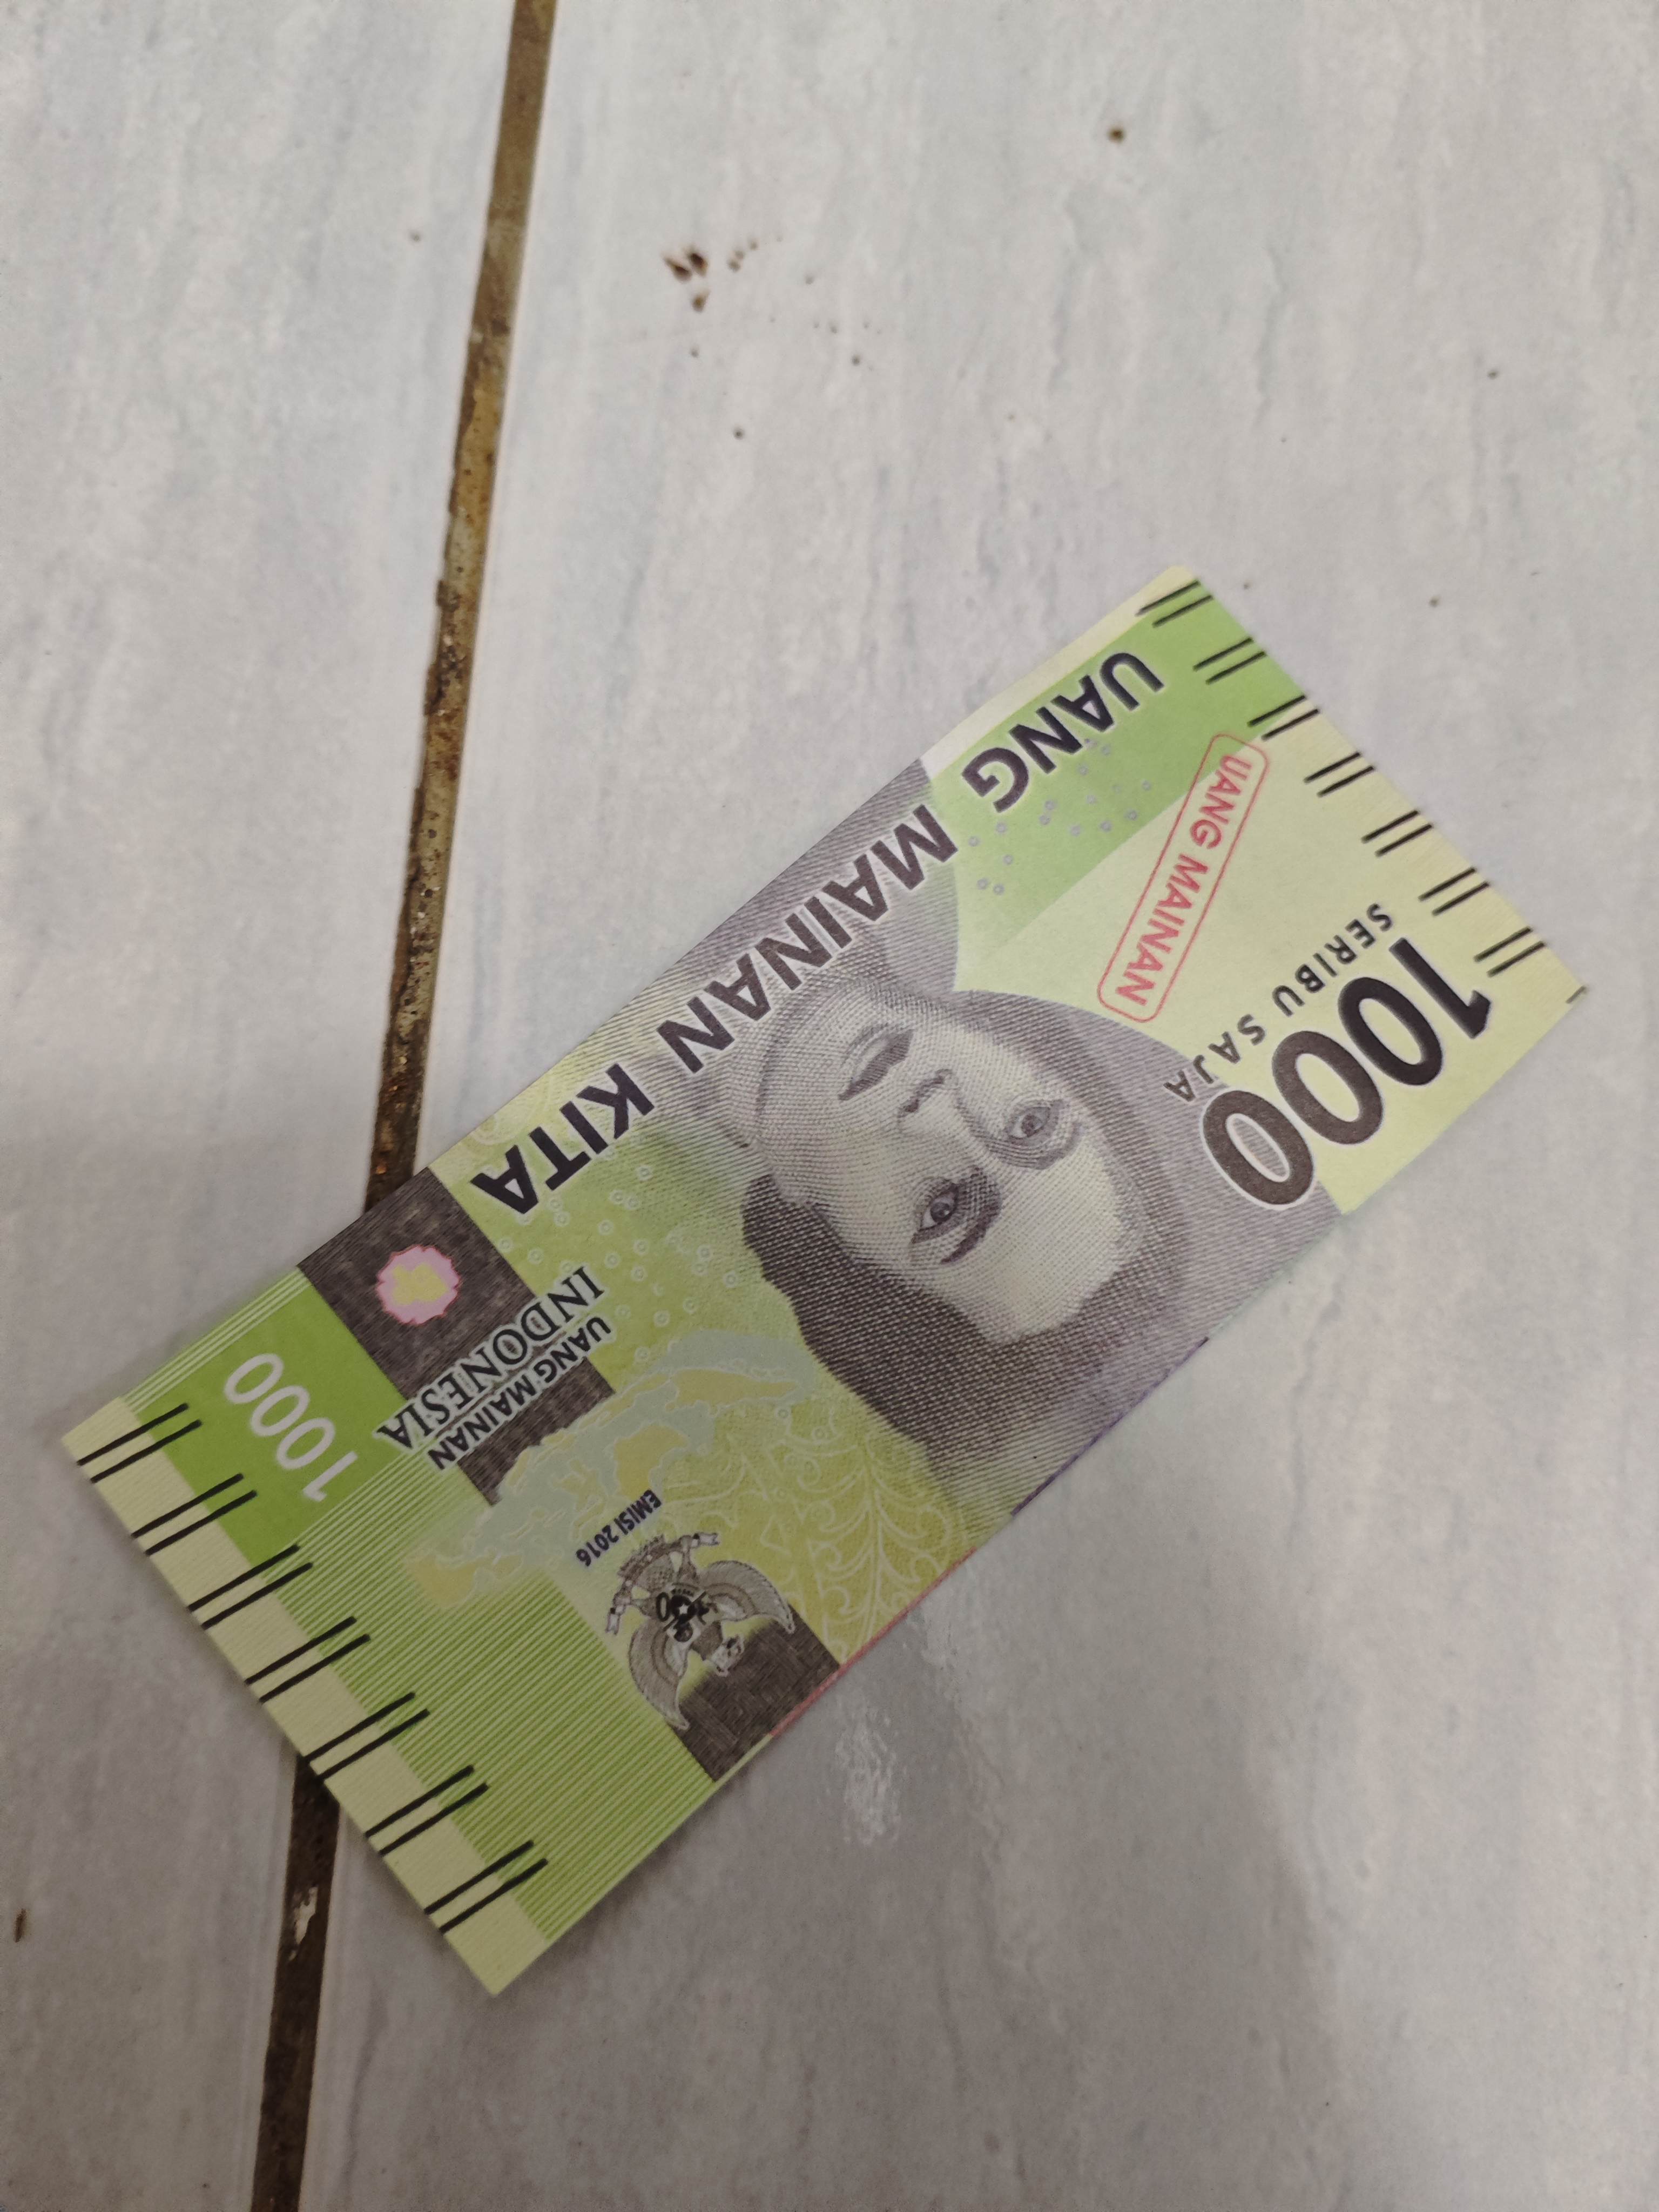 UANG MAINAN KITA
UANG MAINAN
1000
SERIBU SAJA
1000
UANG MAINAN
INDONESIA
EMISI 2016